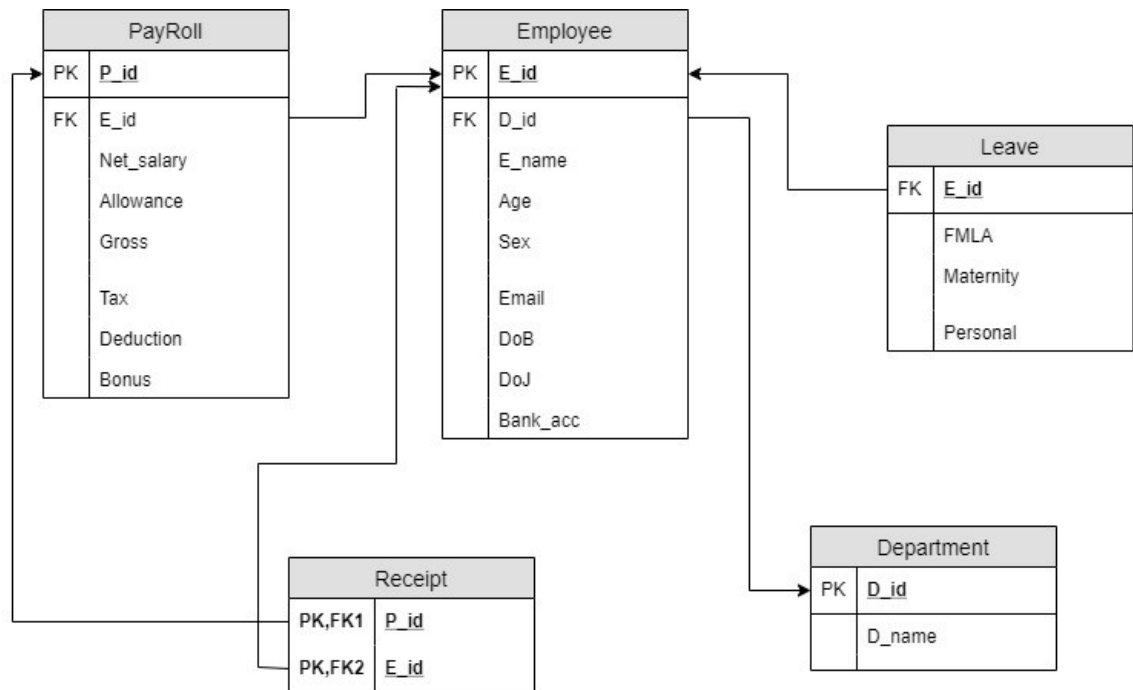 PayRoll
PK P_id
FK E_id
Net_salary
Allowance
Gross
Tax
Deduction
Bonus
Employee
PK E_id
FK D_id
E_name
Age
Sex
Email
DoB
DoJ
Bank_acc
Leave
FK E_id
FMLA
Maternity
Personal
Receipt
PK,FK1 P_id
PK,FK2 E_id
Department
PK D_id
D_name